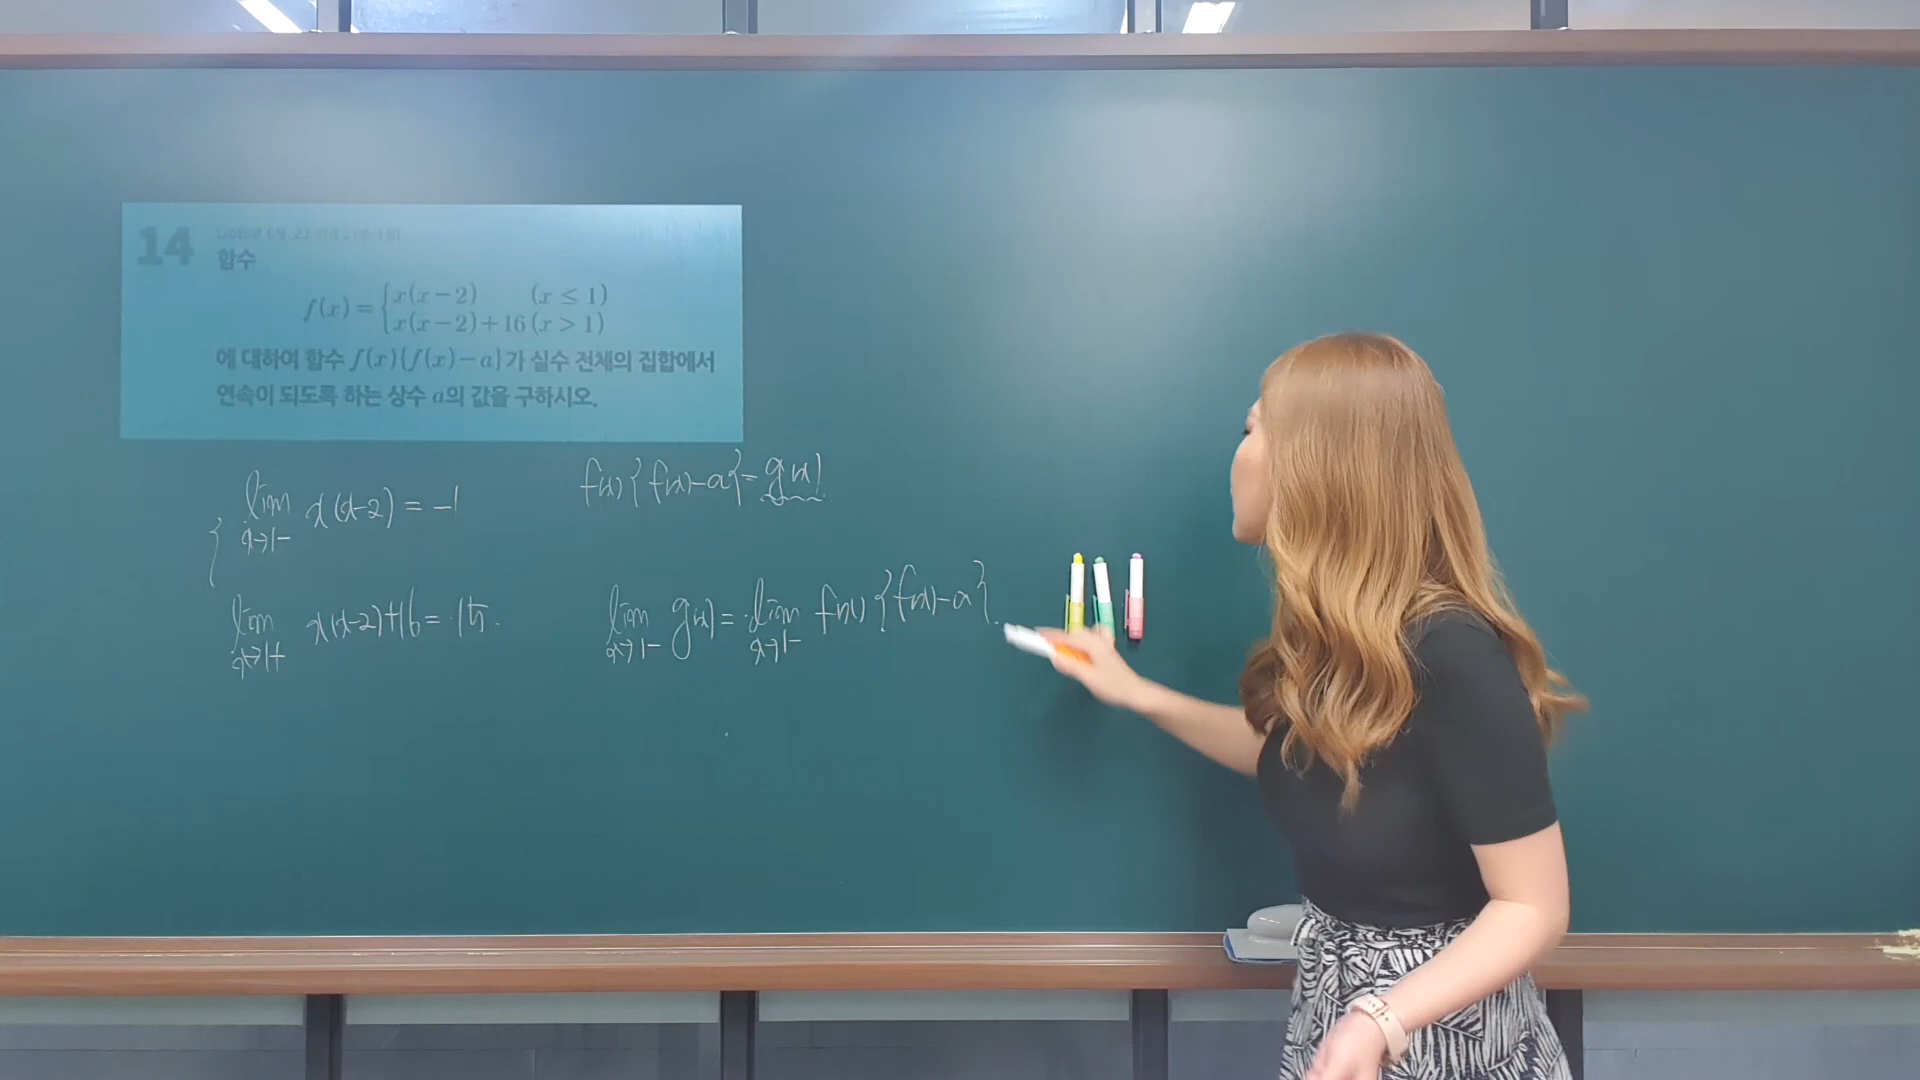 14
함수
f(x) = { x(x−2) (x ≤ 1)
x(x−2)+16 (x > 1)
에 대하여 함수 f(x){f(x)−a}가 실수 전체의 집합에서
연속이 되도록 하는 상수 a의 값을 구하시오.
lim x→1− x(x−2) = −1
lim x→1+ x(x−2)+16 = 15.
f(x){f(x)−a} = g(x)
lim x→1− g(x) = lim x→1− f(x){f(x)−a}